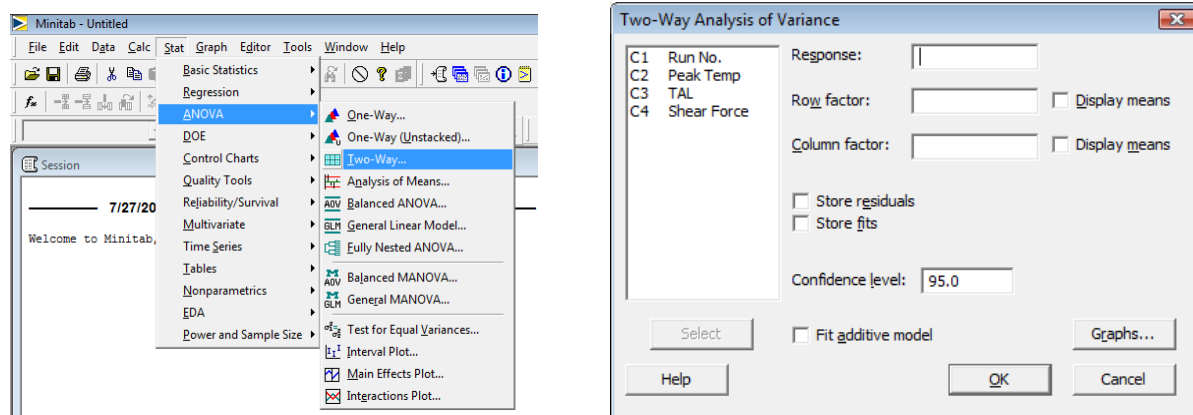 Minitab - Untitled
File Edit Data Calc Stat Graph Editor Tools Window Help
Basic Statistics
Regression
ANOVA
DOE
Control Charts
Quality Tools
Reliability/Survival
Multivariate
Time Series
Tables
Nonparametrics
EDA
Power and Sample Size
One-Way...
One-Way (Unstacked)...
Two-Way...
Analysis of Means...
AOV Balanced ANOVA...
GLM General Linear Model...
Fully Nested ANOVA...
M AOV Balanced MANOVA...
M GLM General MANOVA...
Test for Equal Variances...
Interval Plot...
Main Effects Plot...
Interactions Plot...
Session
7/27/20
Welcome to Minitab,
Two-Way Analysis of Variance
C1 Run No.
C2 Peak Temp
C3 TAL
C4 Shear Force
Response:
Row factor:
Display means
Column factor:
Display means
Store residuals
Store fits
Confidence level: 95.0
Select
Fit additive model
Graphs...
Help
OK
Cancel